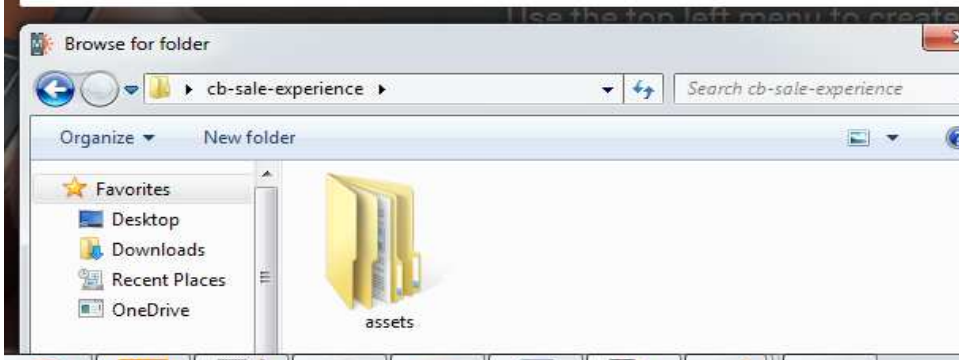 Use the top left menu to create
Browse for folder
cb-sale-experience
Search cb-sale-experience
Organize
New folder
Favorites
Desktop
Downloads
Recent Places
OneDrive
assets